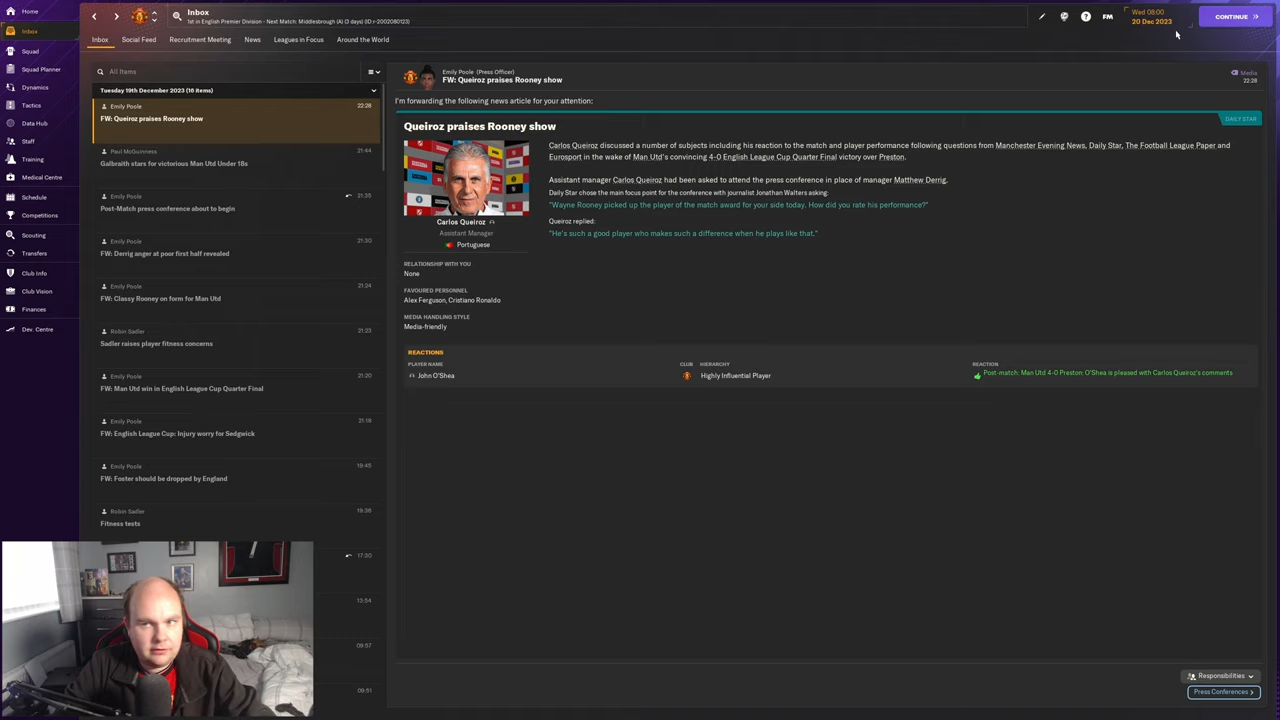 Home
Inbox
Squad
Squad Planner
Dynamics
Tactics
Data Hub
Staff
Training
Medical Centre
Schedule
Competitions
Scouting
Transfers
Club Info
Club Vision
Finances
Dev. Centre
Inbox
1st in English Premier Division - Next Match: Middlesbrough (A) (3 days) (ID:r-2002080123)
FM
Wed 08:00
20 Dec 2023
CONTINUE
Inbox Social Feed Recruitment Meeting News Leagues in Focus Around the World
All Items
Tuesday 19th December 2023 (16 items)
Emily Poole 22:28
FW: Queiroz praises Rooney show
Paul McGuinness 21:44
Galbraith stars for victorious Man Utd Under 18s
Emily Poole 21:35
Post-Match press conference about to begin
Emily Poole 21:30
FW: Derrig anger at poor first half revealed
Emily Poole 21:24
FW: Classy Rooney on form for Man Utd
Robin Sadler 21:23
Sadler raises player fitness concerns
Emily Poole 21:20
FW: Man Utd win in English League Cup Quarter Final
Emily Poole 21:18
FW: English League Cup: Injury worry for Sedgwick
Emily Poole 19:45
FW: Foster should be dropped by England
Robin Sadler 19:36
Fitness tests
17:30
13:54
09:57
09:51
Emily Poole (Press Officer)
FW: Queiroz praises Rooney show
Media
22:28
I'm forwarding the following news article for your attention:
DAILY STAR
Queiroz praises Rooney show
Carlos Queiroz
Assistant Manager
Portuguese
RELATIONSHIP WITH YOU
None
FAVOURED PERSONNEL
Alex Ferguson, Cristiano Ronaldo
MEDIA HANDLING STYLE
Media-friendly
Carlos Queiroz discussed a number of subjects including his reaction to the match and player performance following questions from Manchester Evening News, Daily Star, The Football League Paper and
Eurosport in the wake of Man Utd's convincing 4-0 English League Cup Quarter Final victory over Preston.
Assistant manager Carlos Queiroz had been asked to attend the press conference in place of manager Matthew Derrig.
Daily Star chose the main focus point for the conference with journalist Jonathan Walters asking:
"Wayne Rooney picked up the player of the match award for your side today. How did you rate his performance?"
Queiroz replied:
"He's such a good player who makes such a difference when he plays like that."
REACTIONS
PLAYER NAME CLUB HIERARCHY REACTION
John O'Shea Highly Influential Player Post-match: Man Utd 4-0 Preston: O'Shea is pleased with Carlos Queiroz's comments
Responsibilities
Press Conferences